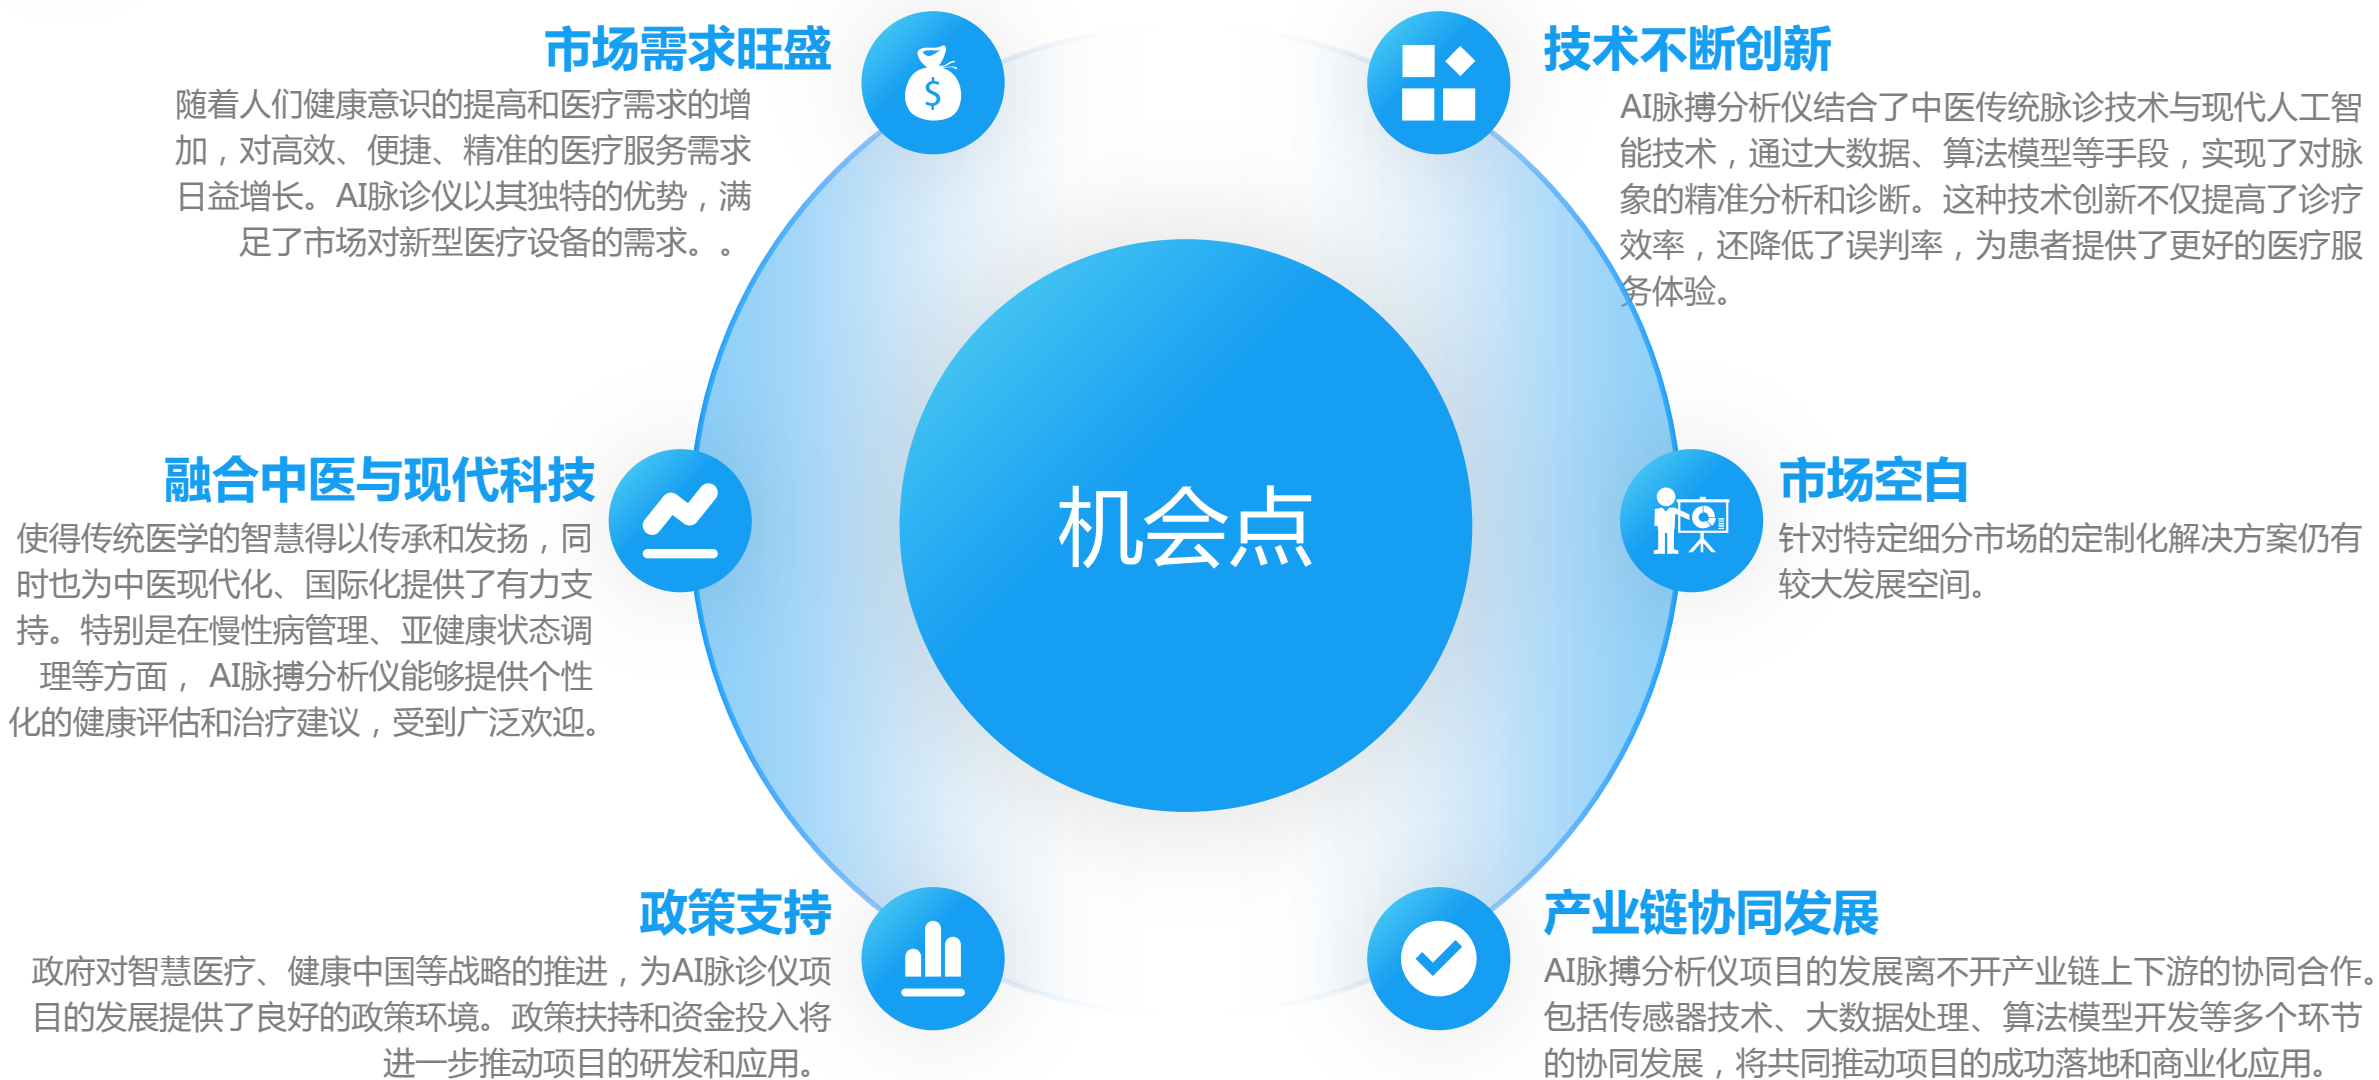 市场需求旺盛
随着人们健康意识的提高和医疗需求的增
加，对高效、便捷、精准的医疗服务需求
日益增长。AI脉诊仪以其独特的优势，满
足了市场对新型医疗设备的需求。。
技术不断创新
AI脉搏分析仪结合了中医传统脉诊技术与现代人工智
能技术，通过大数据、算法模型等手段，实现了对脉
象的精准分析和诊断。这种技术创新不仅提高了诊疗
效率，还降低了误判率，为患者提供了更好的医疗服
务体验。
融合中医与现代科技
使得传统医学的智慧得以传承和发扬，同
时也为中医现代化、国际化提供了有力支
持。特别是在慢性病管理、亚健康状态调
理等方面， AI脉搏分析仪能够提供个性
化的健康评估和治疗建议，受到广泛欢迎。
机会点
$
市场空白
针对特定细分市场的定制化解决方案仍有
较大发展空间。
政策支持
政府对智慧医疗、健康中国等战略的推进，为AI脉诊仪项
目的发展提供了良好的政策环境。政策扶持和资金投入将
进一步推动项目的研发和应用。
产业链协同发展
AI脉搏分析仪项目的发展离不开产业链上下游的协同合作。
包括传感器技术、大数据处理、算法模型开发等多个环节
的协同发展，将共同推动项目的成功落地和商业化应用。